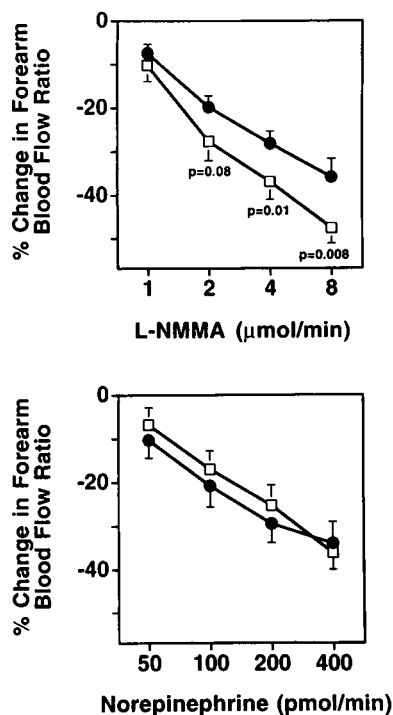 % Change in Forearm
Blood Flow Ratio
0
-20
-40
p=0.08
p=0.01
p=0.008
1 2 4 8
L-NMMA (μmol/min)
% Change in Forearm
Blood Flow Ratio
0
-20
-40
50 100 200 400
Norepinephrine (pmol/min)